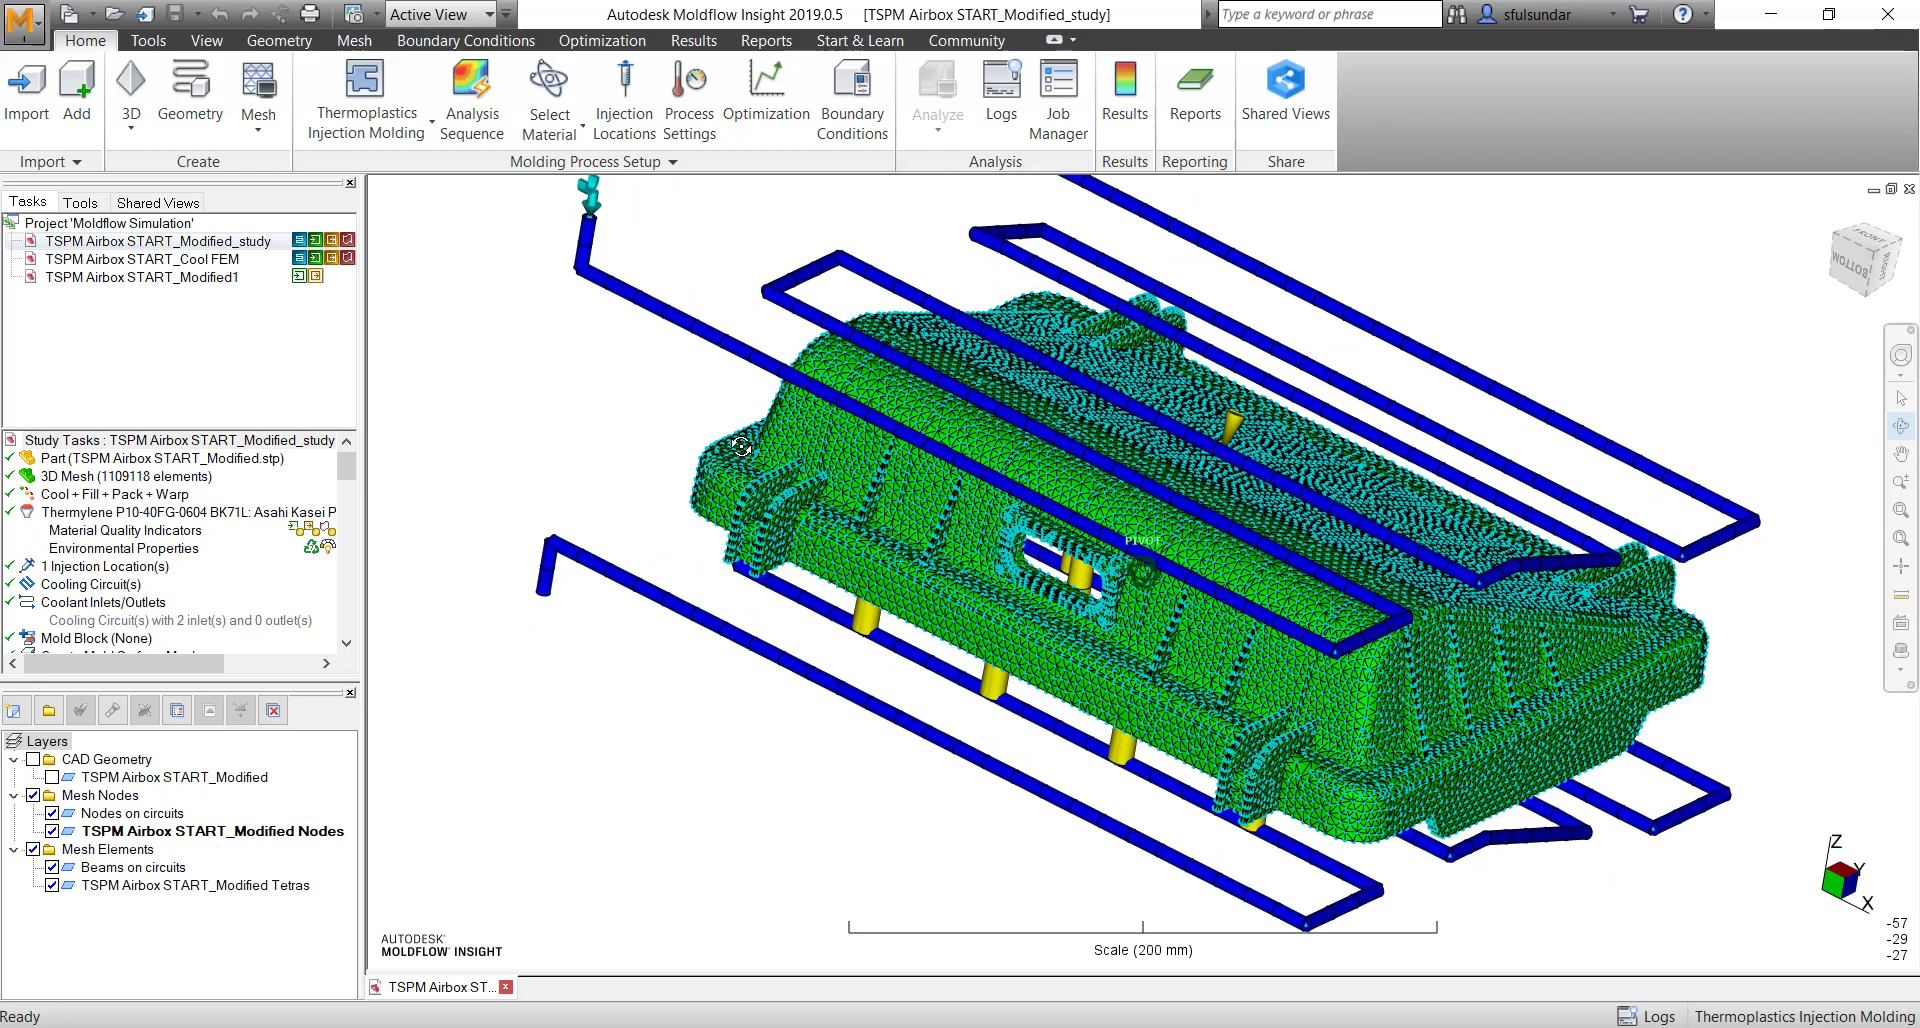 Active View
Autodesk Moldflow Insight 2019.0.5 [TSPM Airbox START_Modified_study]
Type a keyword or phrase
sfulsundar
Home Tools View Geometry Mesh Boundary Conditions Optimization Results Reports Start & Learn Community
Import
Add
3D
Geometry
Mesh
Thermoplastics
Injection Molding
Analysis
Sequence
Select
Material
Injection
Locations
Process
Settings
Optimization
Boundary
Conditions
Analyze
Logs
Job
Manager
Results
Reports
Shared Views
Import
Create
Molding Process Setup
Analysis
Results
Reporting
Share
Tasks Tools Shared Views
Project 'Moldflow Simulation'
TSPM Airbox START_Modified_study
TSPM Airbox START_Cool FEM
TSPM Airbox START_Modified1
Study Tasks : TSPM Airbox START_Modified_study
Part (TSPM Airbox START_Modified.stp)
3D Mesh (1109118 elements)
Cool + Fill + Pack + Warp
Thermylene P10-40FG-0604 BK71L: Asahi Kasei P
Material Quality Indicators
Environmental Properties
1 Injection Location(s)
Cooling Circuit(s)
Coolant Inlets/Outlets
Cooling Circuit(s) with 2 inlet(s) and 0 outlet(s)
Mold Block (None)
Layers
CAD Geometry
TSPM Airbox START_Modified
Mesh Nodes
Nodes on circuits
TSPM Airbox START_Modified Nodes
Mesh Elements
Beams on circuits
TSPM Airbox START_Modified Tetras
FRONT
BOTTOM
RIGHT
PIVOT
Z
Y
X
-57
-29
-27
AUTODESK
MOLDFLOW INSIGHT
Scale (200 mm)
TSPM Airbox ST...
Ready
Logs
Thermoplastics Injection Molding